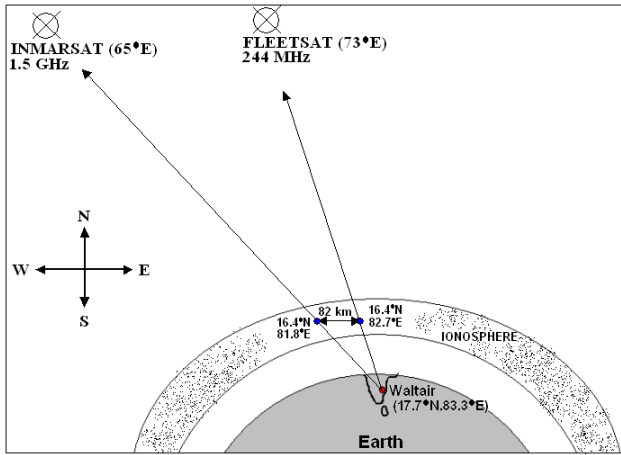 INMARSAT (65°E)
1.5 GHz
FLEETSAT (73°E)
244 MHz
N
W
E
S
82 km
16.4°N
81.8°E
16.4°N
82.7°E
IONOSPHERE
Waltair
(17.7°N.83.3°E)
Earth